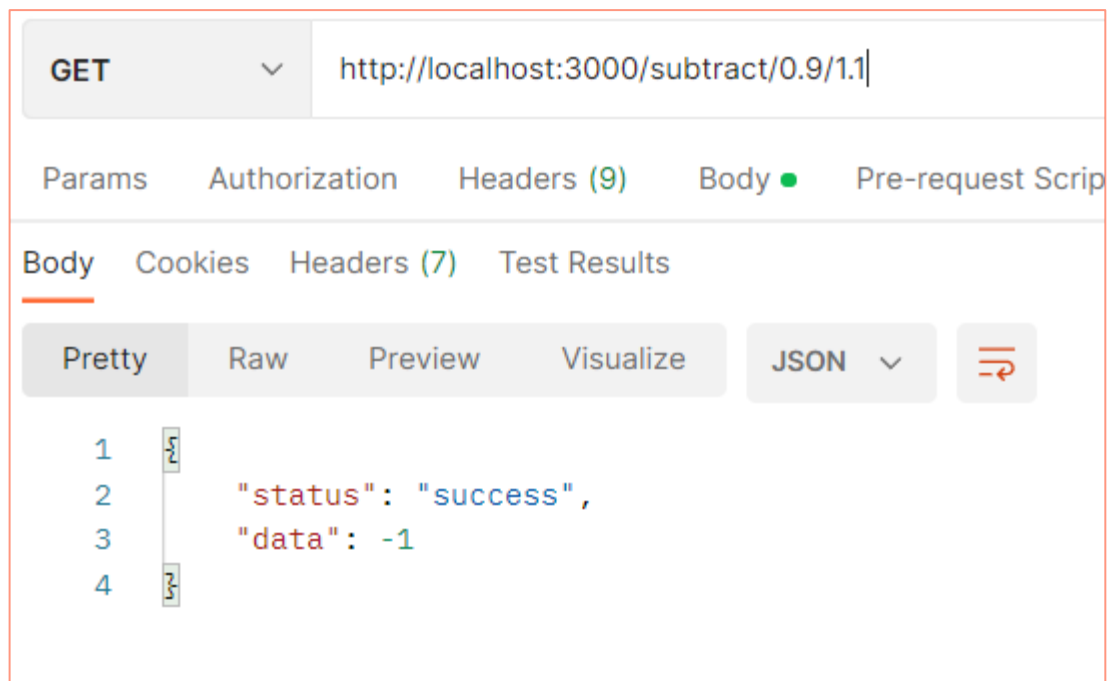 GET http://localhost:3000/subtract/0.9/1.1
Params Authorization Headers (9) Body Pre-request Scrip
Body Cookies Headers (7) Test Results
Pretty Raw Preview Visualize JSON
1 {
2 "status": "success",
3 "data": -1
4 }